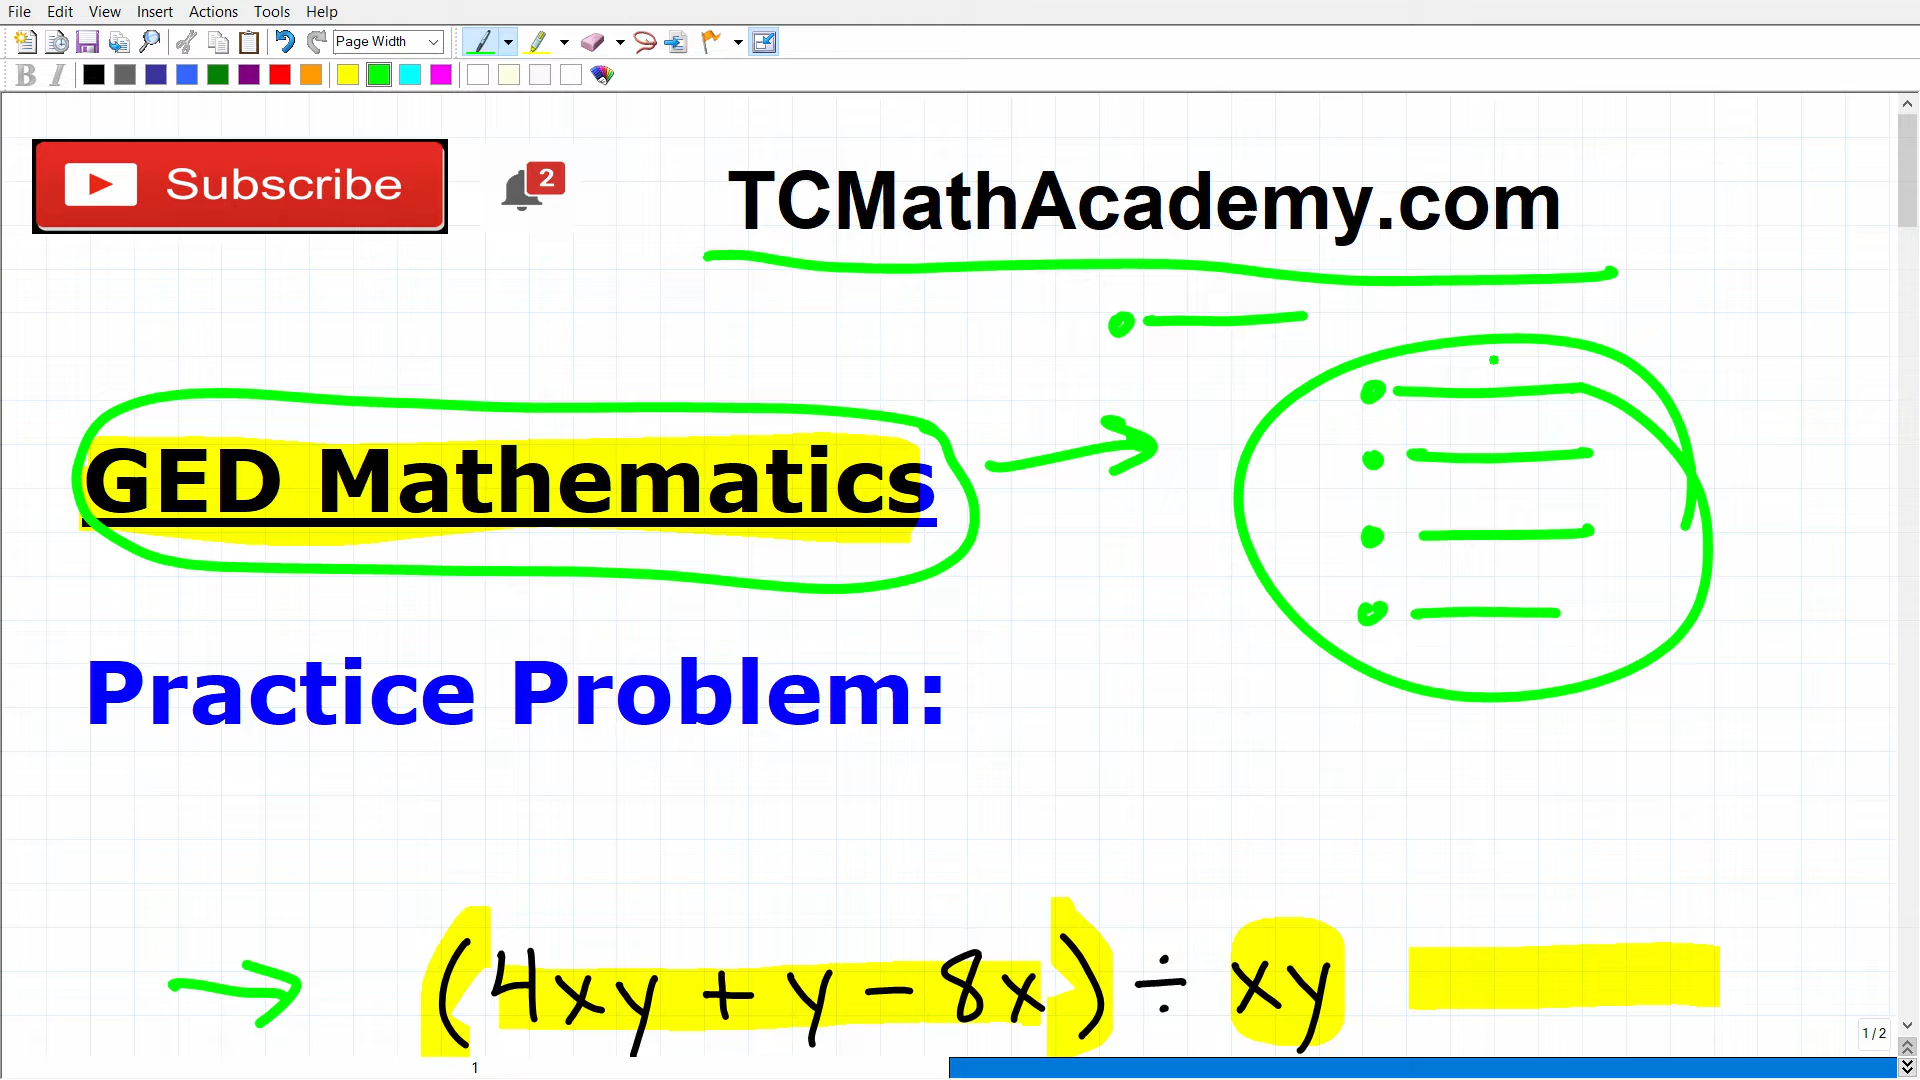 File Edit View Insert Actions Tools Help
Page Width
B I
Subscribe
2
TCMathAcademy.com
GED Mathematics
Practice Problem:
(4xy + y - 8x) ÷ xy
1 / 2
1